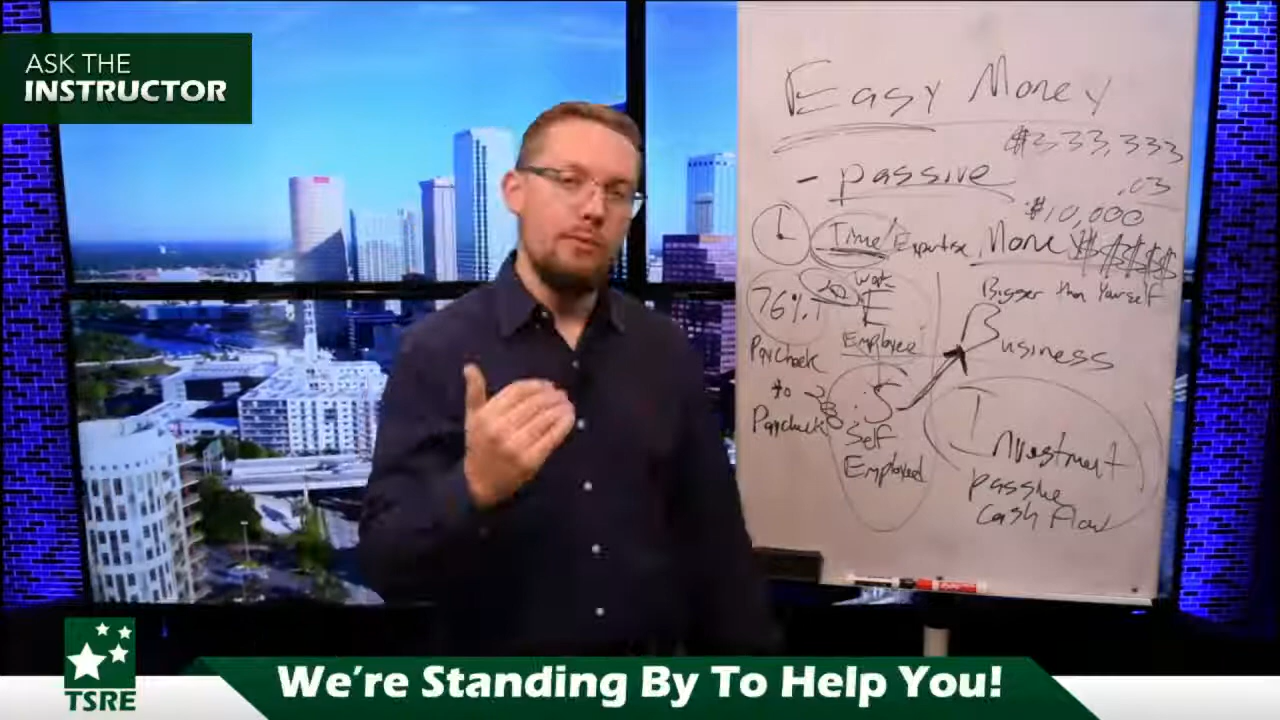 ASK THE
INSTRUCTOR
Easy Money
$333,333
- passive
.03
$10,000
Time/Expertise, Money $$$$$
Work
Bigger than Yourself
76%
E
Employee
Business
Paycheck
to
Paycheck
S
Self
Employed
Investment
passive
cash flow
TSRE
We're Standing By To Help You!